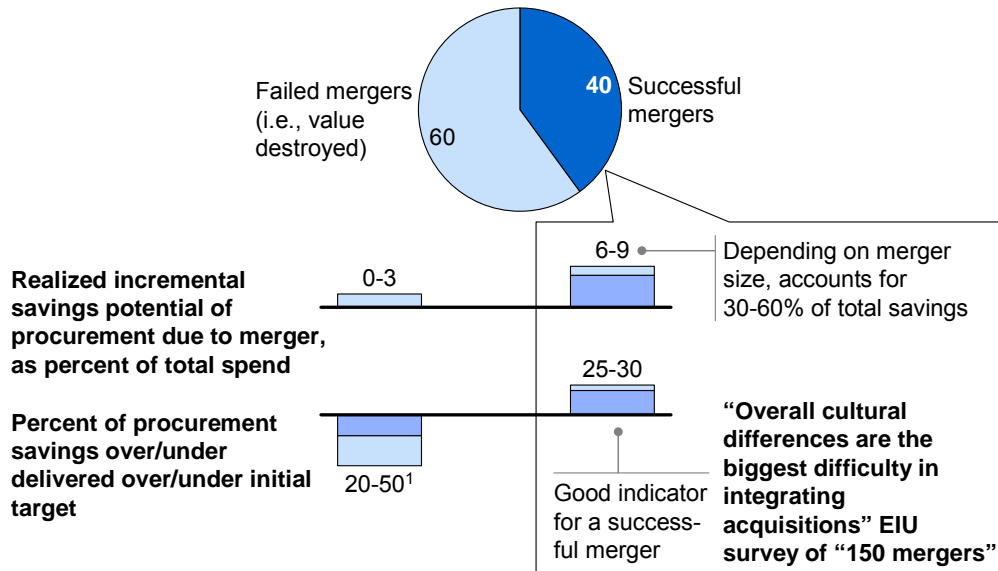 Failed mergers
(i.e., value
destroyed)
60
40
Successful
mergers
Realized incremental
savings potential of
procurement due to merger,
as percent of total spend
0-3
6-9
Depending on merger
size, accounts for
30-60% of total savings
Percent of procurement
savings over/under
delivered over/under initial
target
20-50¹
25-30
Good indicator
for a success-
ful merger
“Overall cultural
differences are the
biggest difficulty in
integrating
acquisitions” EIU
survey of “150 mergers”